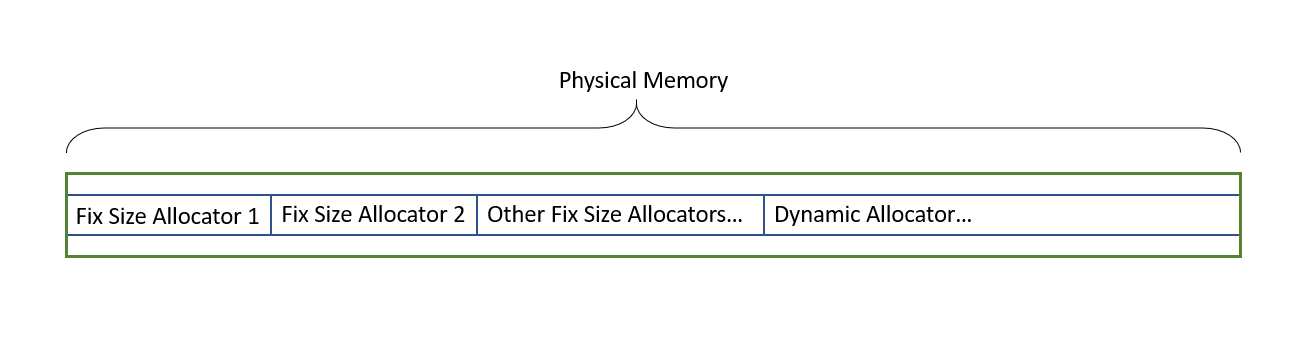 Physical Memory
Fix Size Allocator 1
Fix Size Allocator 2
Other Fix Size Allocators...
Dynamic Allocator...